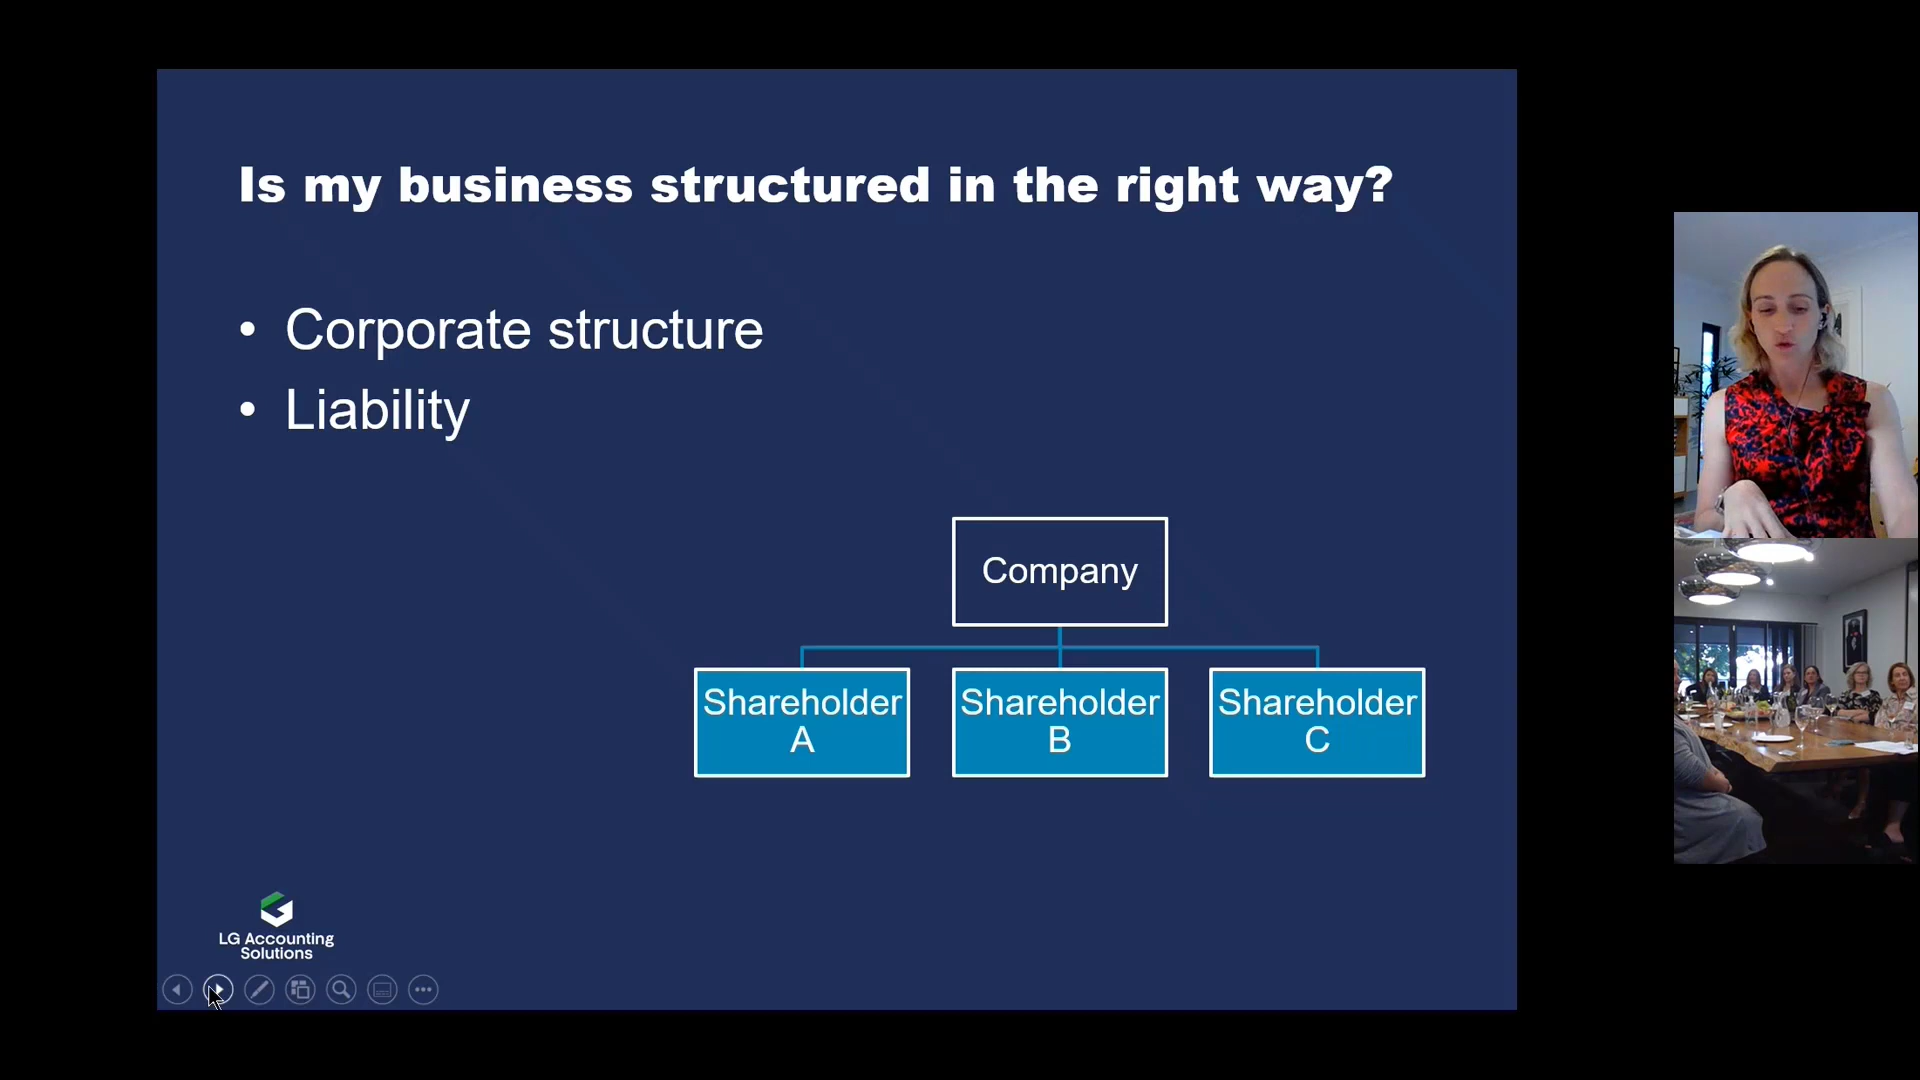 Is my business structured in the right way?
• Corporate structure
• Liability
Company
Shareholder
A
Shareholder
B
Shareholder
C
LG Accounting
Solutions